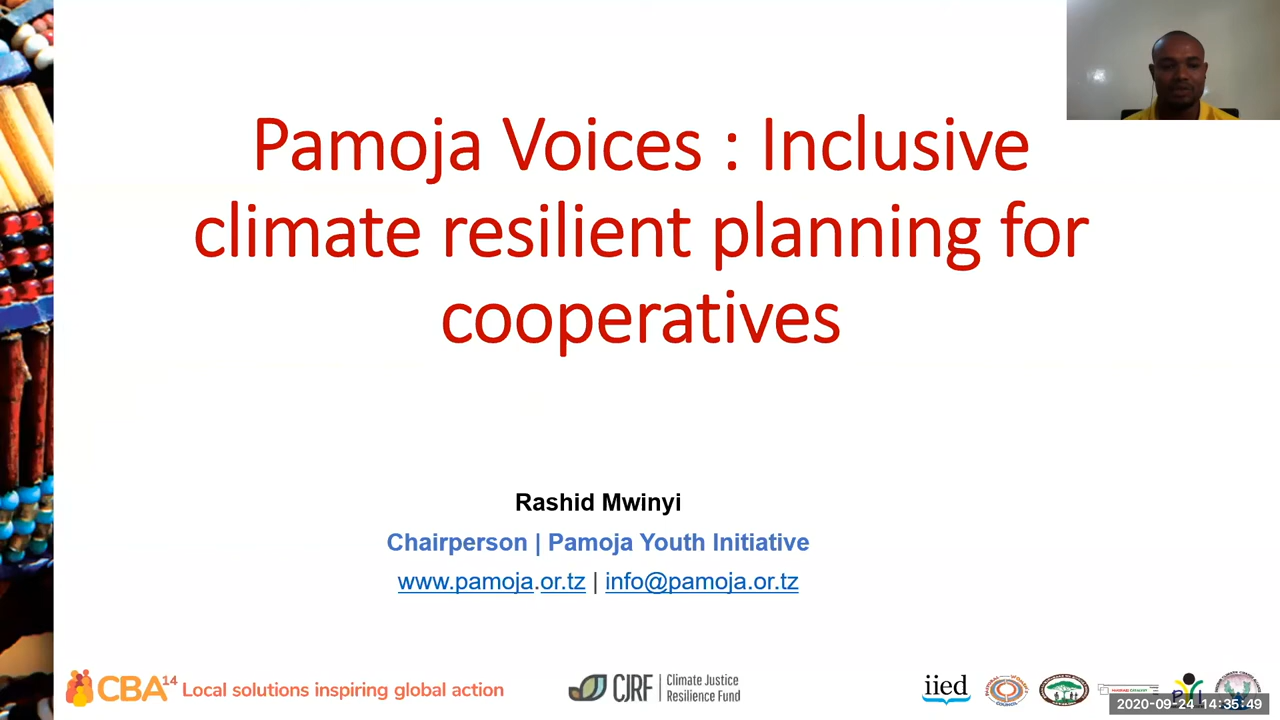 Pamoja Voices : Inclusive
climate resilient planning for
cooperatives
Rashid Mwinyi
Chairperson | Pamoja Youth Initiative
www.pamoja.or.tz | info@pamoja.or.tz
CBA14 Local solutions inspiring global action
CJRF | Climate Justice
Resilience Fund
iied
2020-09-24 14:35:49